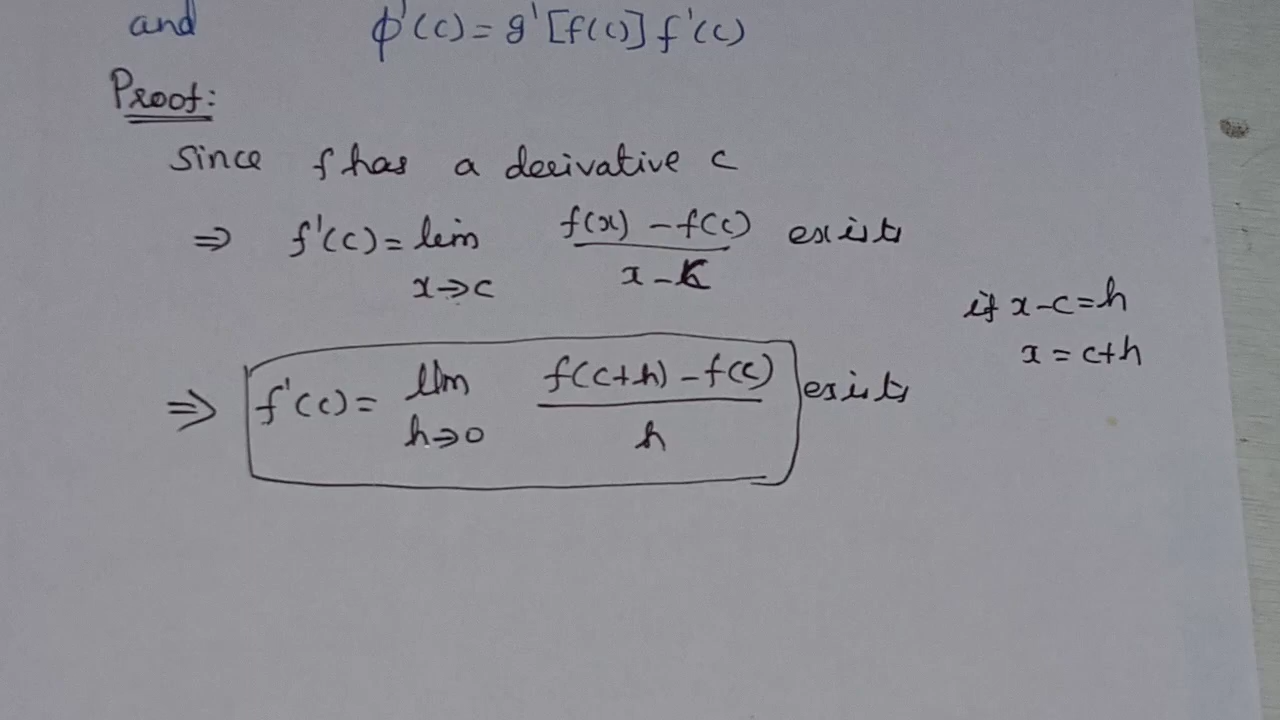 and φ'(c) = g'[f(c)] f'(c)
Proof:
Since f has a derivative c
⇒ f'(c) = lim x→c f(x) - f(c) / x - c exists
if x - c = h
x = c+h
⇒ f'(c) = lim h→0 f(c+h) - f(c) / h exists